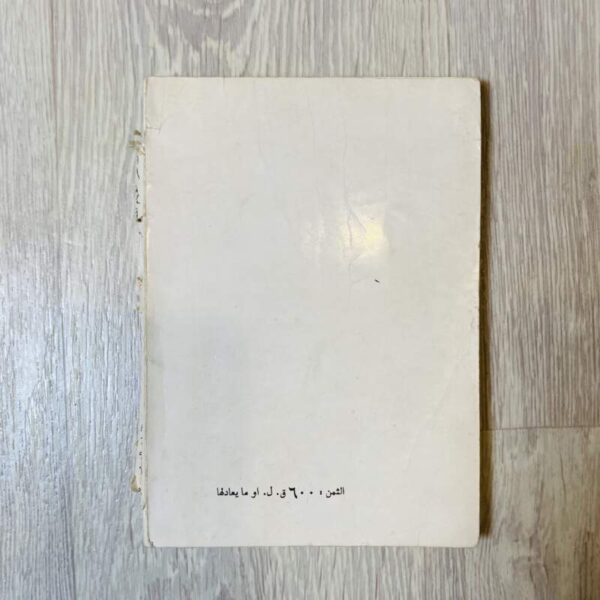 الثمن : ٦٠٠ ق. ل. او ما يعادلها